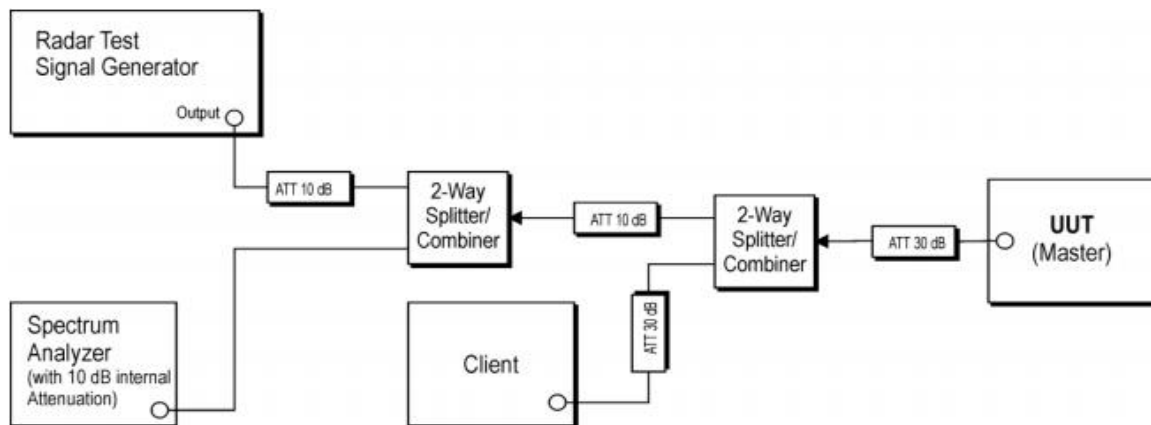 Radar Test
Signal Generator
Output
ATT 10 dB
2-Way
Splitter/
Combiner
ATT 10 dB
2-Way
Splitter/
Combiner
ATT 30 dB
UUT
(Master)
Spectrum
Analyzer
(with 10 dB internal
Attenuation)
Client
ATT 30 dB